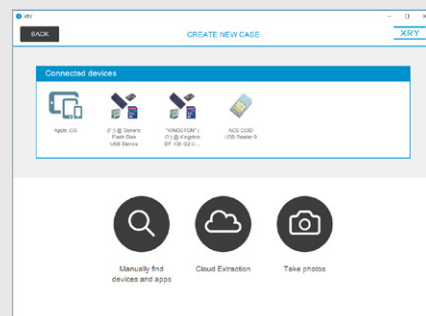 XRY
BACK
CREATE NEW CASE
XRY
Connected devices
Apple iOS
(F:) @ Generic
Flash Disk
USB Device
"KINGSTON" (
G:) @ Kingston
DT 100 G2 U...
ACS CCID
USB Reader 0
Manually find
devices and apps
Cloud Extraction
Take photos